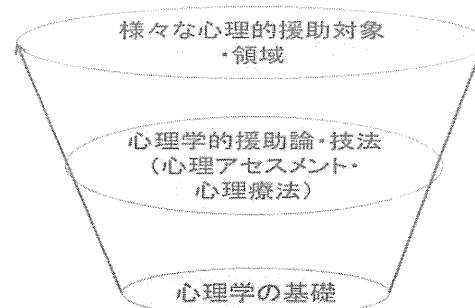 様々な心理的援助対象
・領域
心理学的援助論・技法
（心理アセスメント・
心理療法）
心理学の基礎